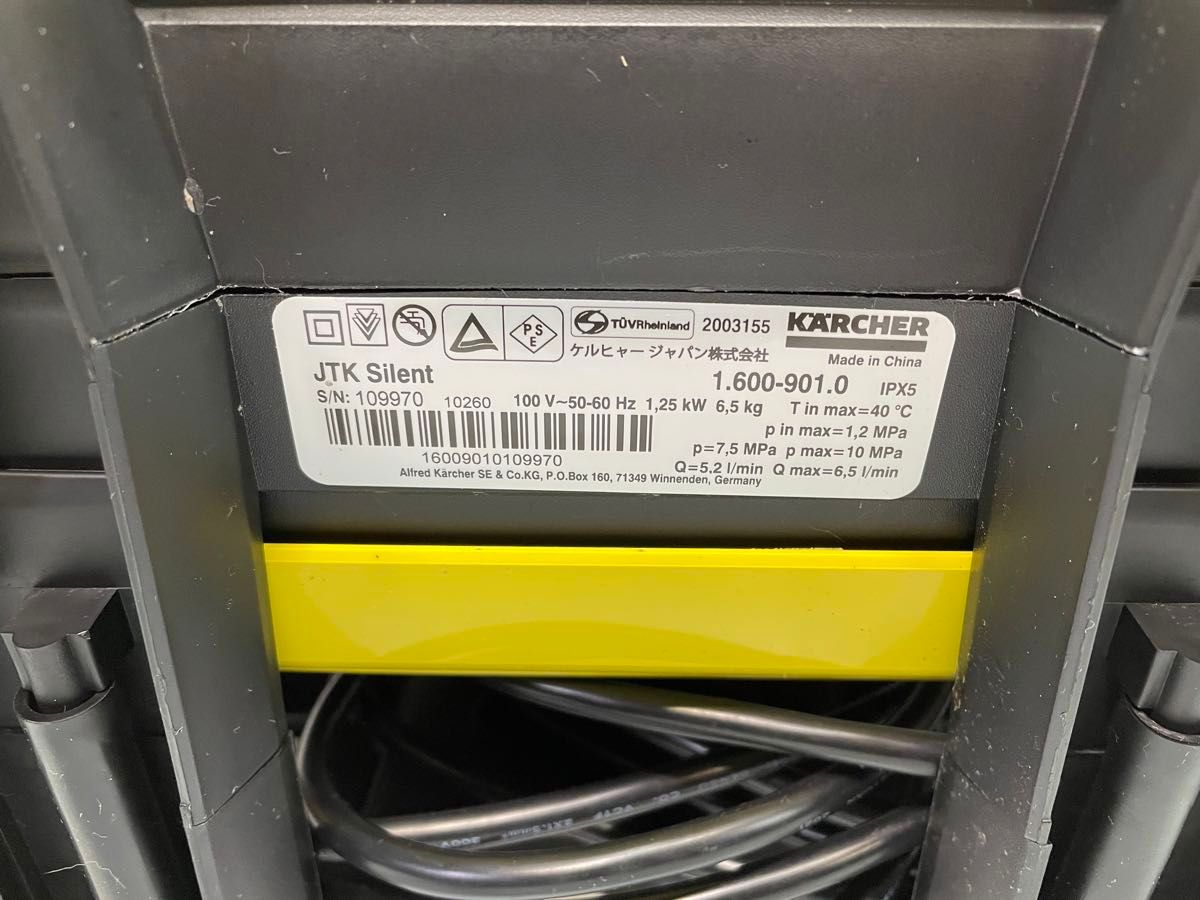 PS
E
TÜVRheinland 2003155
KÄRCHER
ケルヒャー ジャパン株式会社
Made in China
JTK Silent
1.600-901.0 IPX5
S/N: 109970 10260 100 V~50-60 Hz 1,25 kW 6,5 kg T in max=40 °C
p in max=1,2 MPa
p=7,5 MPa p max=10 MPa
16009010109970
Q=5.2 l/min Q max=6,5 l/min
Alfred Kärcher SE & Co.KG, P.O.Box 160, 71349 Winnenden, Germany